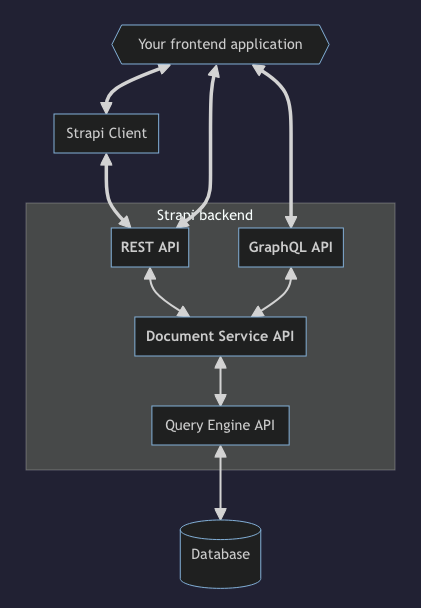 Your frontend application
Strapi Client
Strapi backend
REST API
GraphQL API
Document Service API
Query Engine API
Database